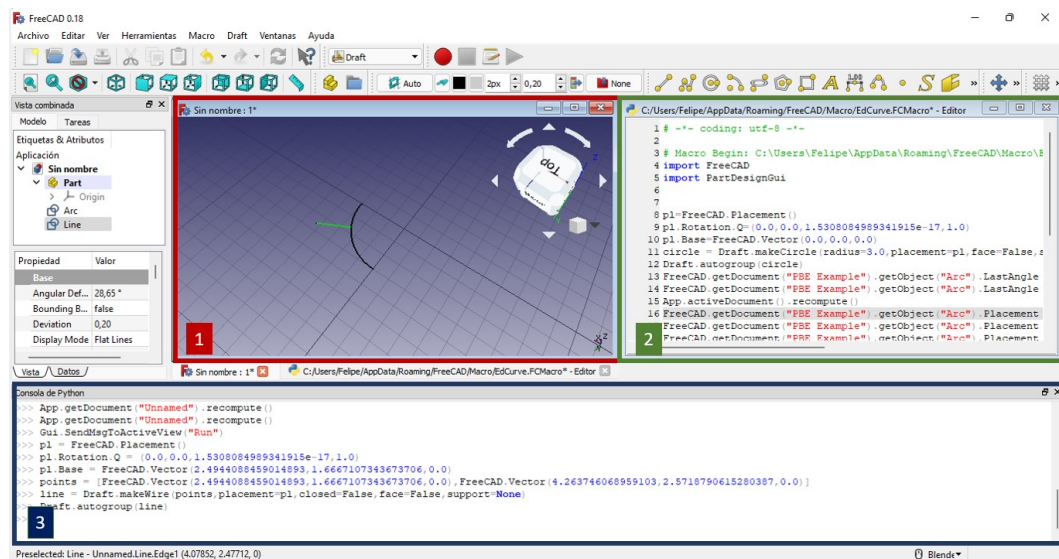 FreeCAD 0.18
Archivo Editar Ver Herramientas Macro Draft Ventanas Ayuda
Draft
Auto 2px 0,20 None
Vista combinada
Modelo Tareas
Etiquetas & Atributos
Aplicación
Sin nombre
Part
Origin
Arc
Line
Propiedad Valor
Base
Angular Def... 28,65 °
Bounding B... false
Deviation 0,20
Display Mode Flat Lines
Vista Datos
Sin nombre : 1*
Top
z
1
z
Sin nombre : 1* C:/Users/Felipe/AppData/Roaming/FreeCAD/Macro/EdCurve.FCMacro* - Editor
C:/Users/Felipe/AppData/Roaming/FreeCAD/Macro/EdCurve.FCMacro* - Editor
1 # -*- coding: utf-8 -*-
2
3 # Macro Begin: C:\Users\Felipe\AppData\Roaming\FreeCAD\Macro\E
4 import FreeCAD
5 import PartDesignGui
6
7
8 pl=FreeCAD.Placement()
9 pl.Rotation.Q=(0.0,0.0,1.5308084989341915e-17,1.0)
10 pl.Base=FreeCAD.Vector(0.0,0.0,0.0)
11 circle = Draft.makeCircle(radius=3.0,placement=pl,face=False,s
12 Draft.autogroup(circle)
13 FreeCAD.getDocument("PBE Example").getObject("Arc").LastAngle
14 FreeCAD.getDocument("PBE Example").getObject("Arc").LastAngle
15 App.activeDocument().recompute()
16 FreeCAD.getDocument("PBE Example").getObject("Arc").Placement
FreeCAD.getDocument("PBE Example").getObject("Arc").Placement
FreeCAD.getDocument("PBE Example").getObject("Arc").Placement
2
Consola de Python
>>> App.getDocument("Unnamed").recompute()
>>> App.getDocument("Unnamed").recompute()
>>> Gui.SendMsgToActiveView("Run")
>>> pl = FreeCAD.Placement()
>>> pl.Rotation.Q = (0.0,0.0,1.5308084989341915e-17,1.0)
>>> pl.Base = FreeCAD.Vector(2.4944088459014893,1.6667107343673706,0.0)
>>> points = [FreeCAD.Vector(2.4944088459014893,1.6667107343673706,0.0),FreeCAD.Vector(4.263746068959103,2.5718790615280387,0.0)]
>>> line = Draft.makeWire(points,placement=pl,closed=False,face=False,support=None)
>>> Draft.autogroup(line)
>>>
3
Preselected: Line - Unnamed.Line.Edge1 (4.07852, 2.47712, 0)